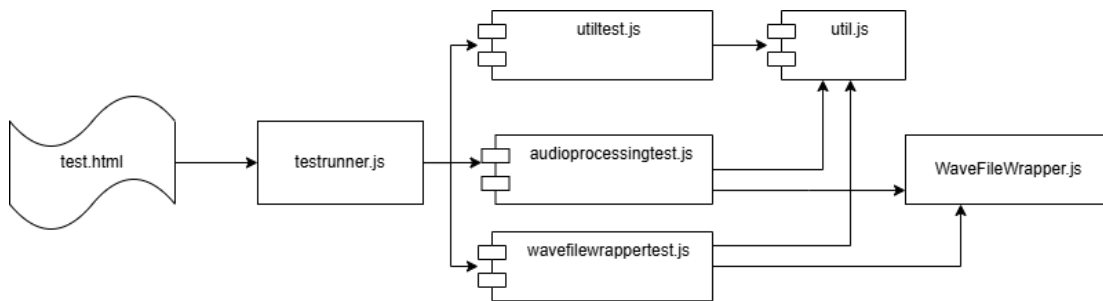 utiltest.js
util.js
test.html
testrunner.js
audioprocessingtest.js
WaveFileWrapper.js
wavefilewrappertest.js